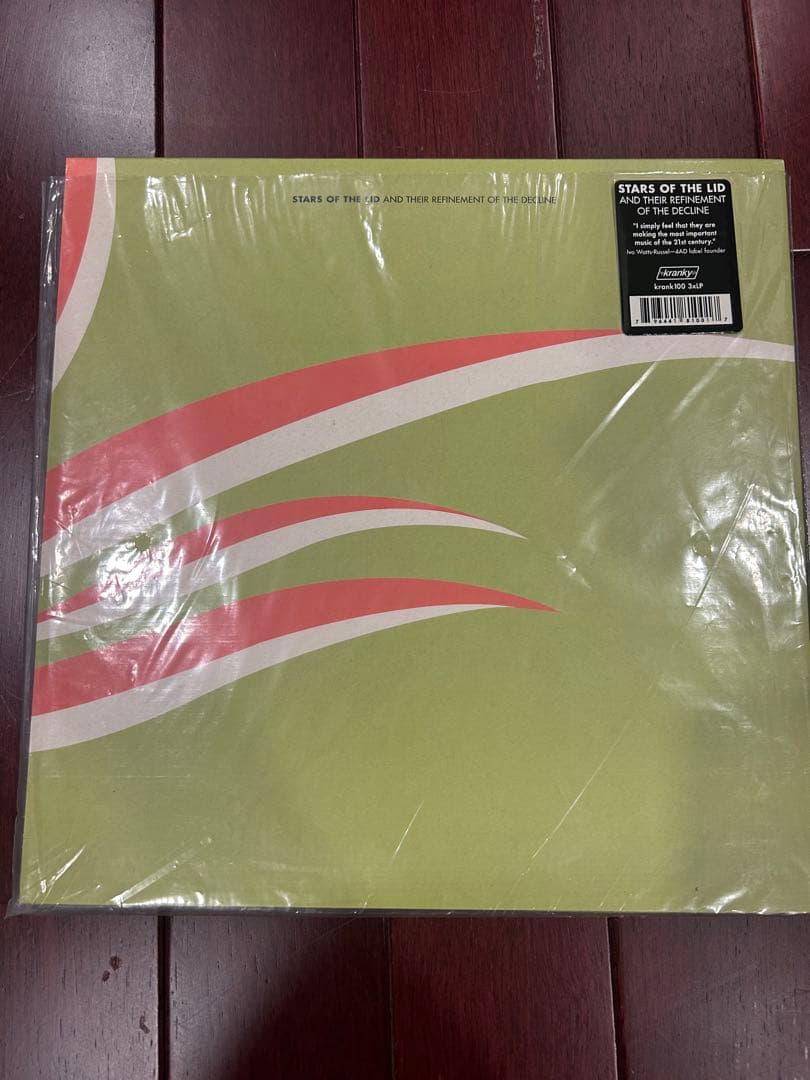 STARS OF THE LID AND THEIR REFINEMENT OF THE DECLINE
STARS OF THE LID
AND THEIR REFINEMENT
OF THE DECLINE
"I simply feel that they are
making the most important
music of the 21st century."
Ivo Watts-Russel—4AD label founder
kranky
krank100 3xLP